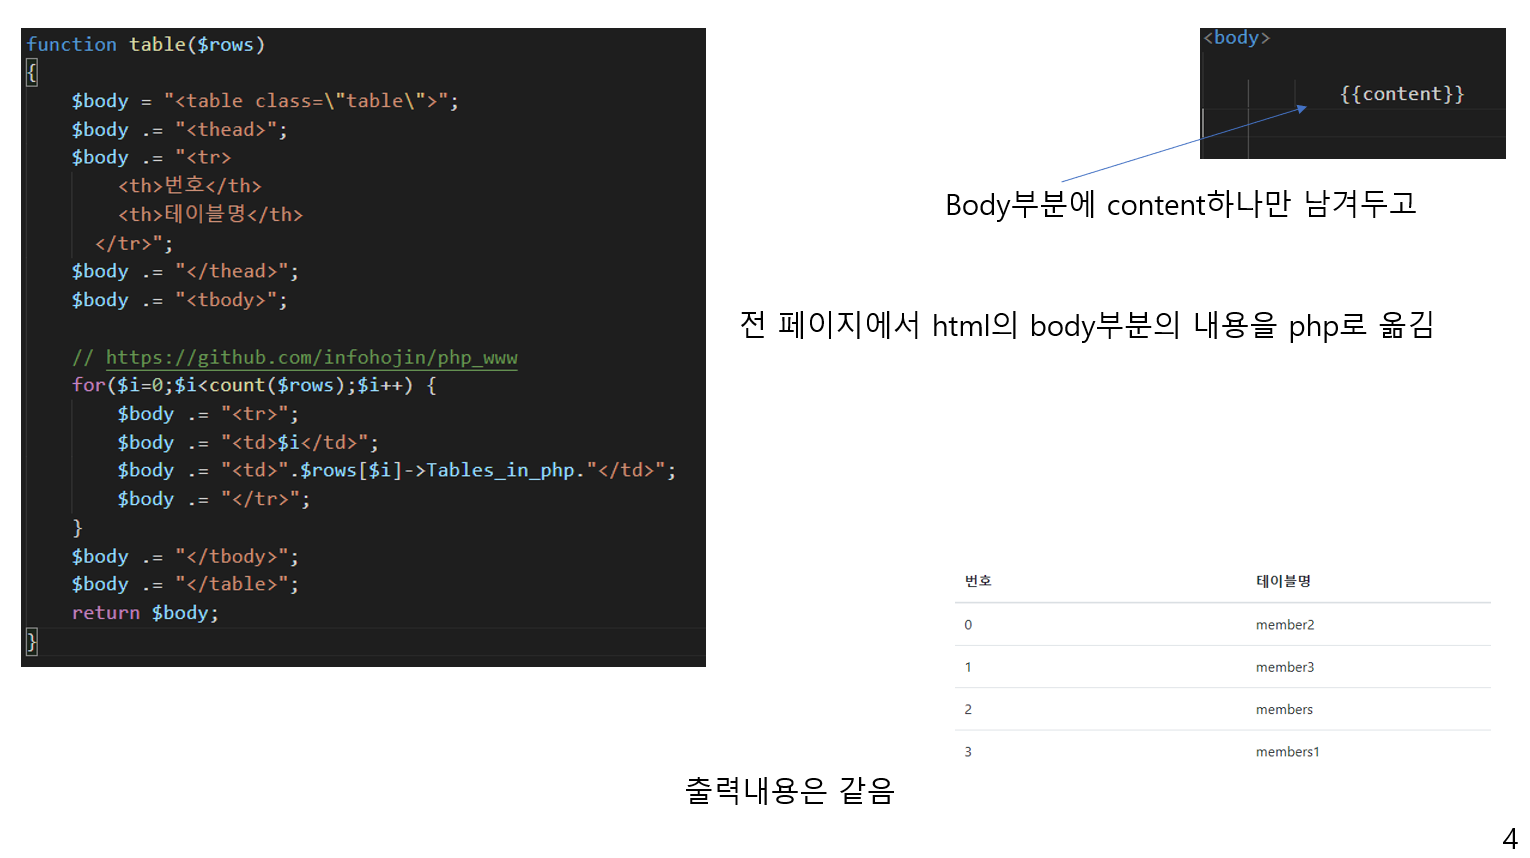 function table($rows)
{
    $body = "<table class=\"table\">";
    $body .= "<thead>";
    $body .= "<tr>
        <th>번호</th>
        <th>테이블명</th>
      </tr>";
    $body .= "</thead>";
    $body .= "<tbody>";
    // https://github.com/infohojin/php_www
    for($i=0;$i<count($rows);$i++) {
        $body .= "<tr>";
        $body .= "<td>$i</td>";
        $body .= "<td>".$rows[$i]->Tables_in_php."</td>";
        $body .= "</tr>";
    }
    $body .= "</tbody>";
    $body .= "</table>";
    return $body;
}
<body>
{{content}}
Body부분에 content하나만 남겨두고
전 페이지에서 html의 body부분의 내용을 php로 옮김
번호 테이블명
0 member2
1 member3
2 members
3 members1
출력내용은 같음
4